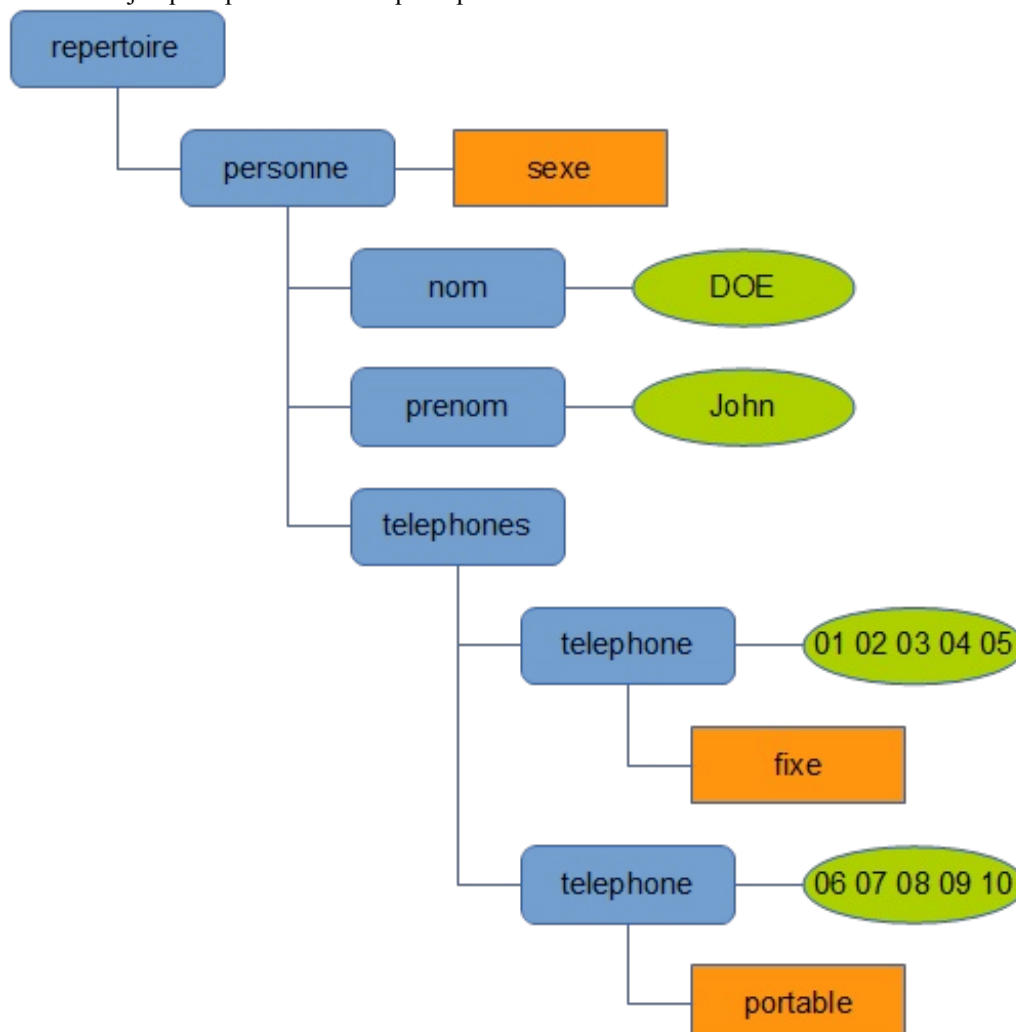 repertoire
personne
sexe
nom
DOE
prenom
John
telephones
telephone
01 02 03 04 05
fixe
telephone
06 07 08 09 10
portable